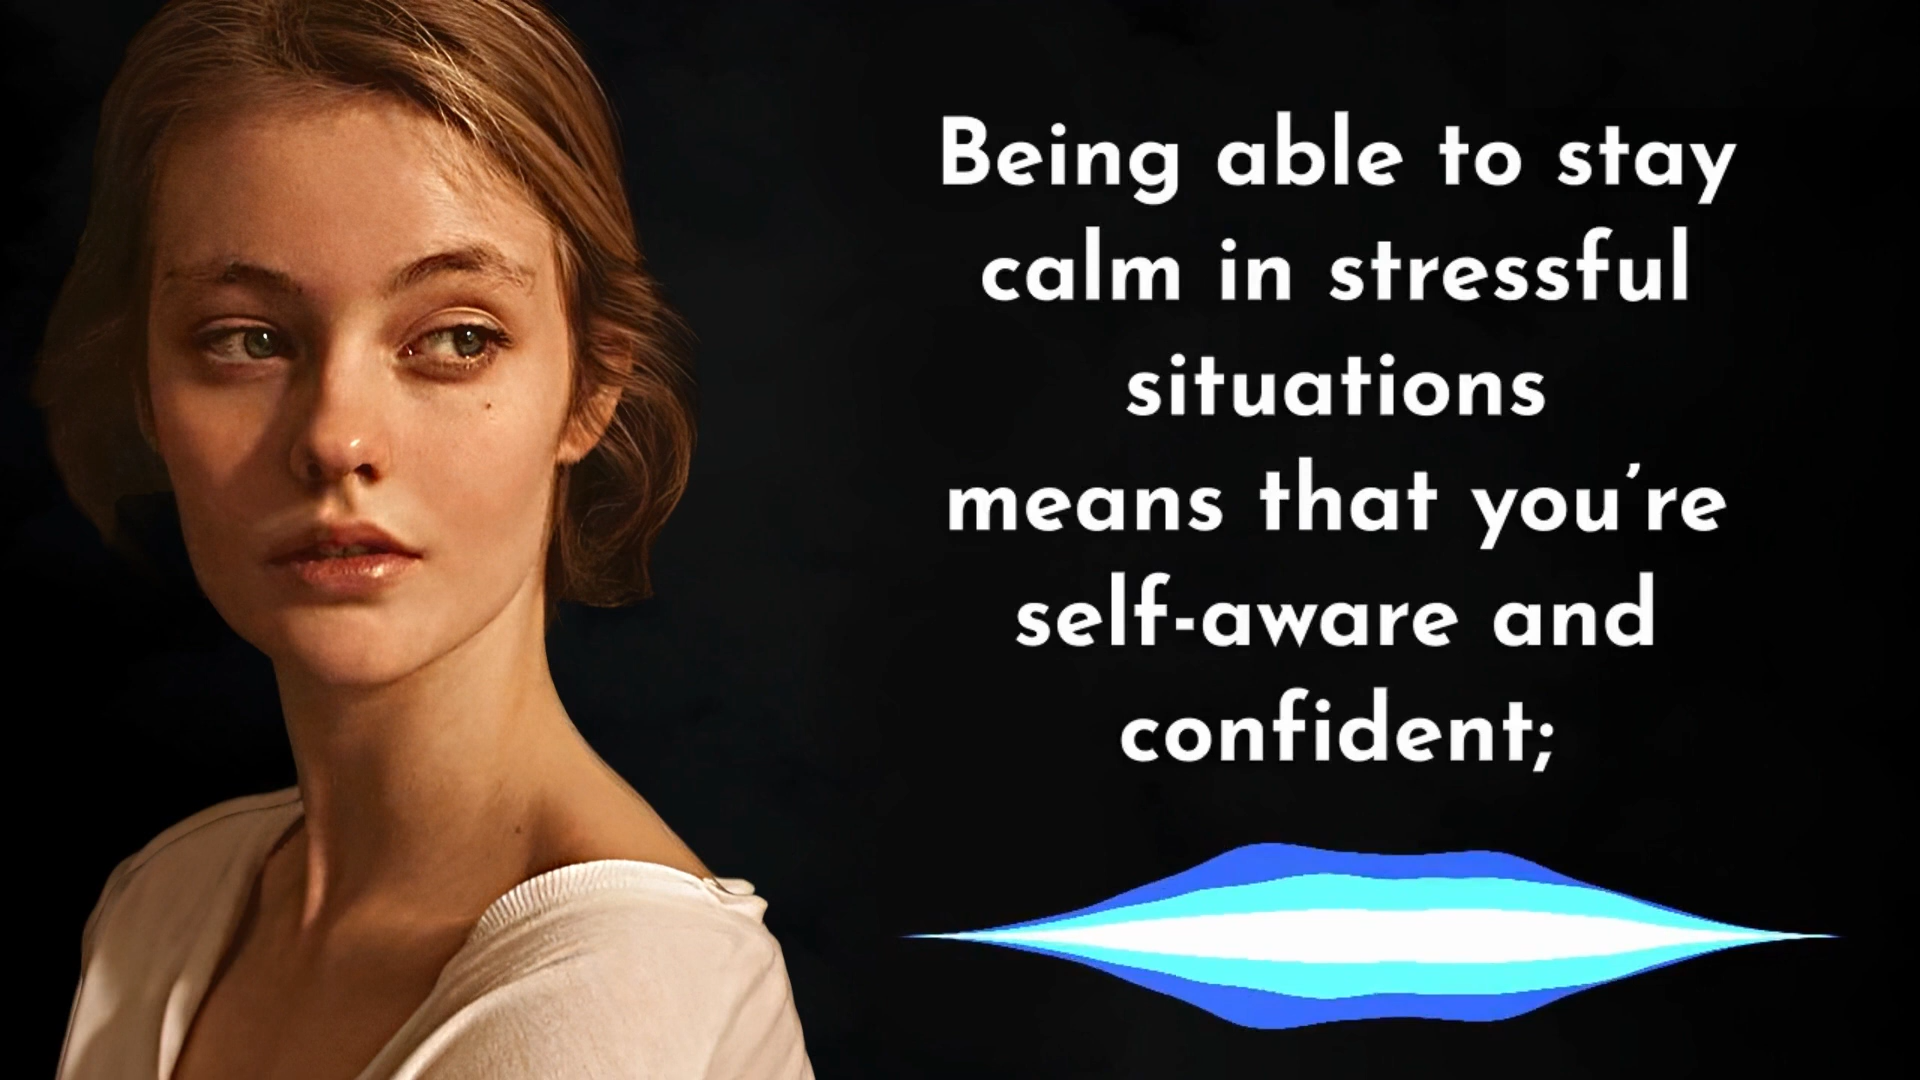 Being able to stay
calm in stressful
situations
means that you’re
self-aware and
confident;